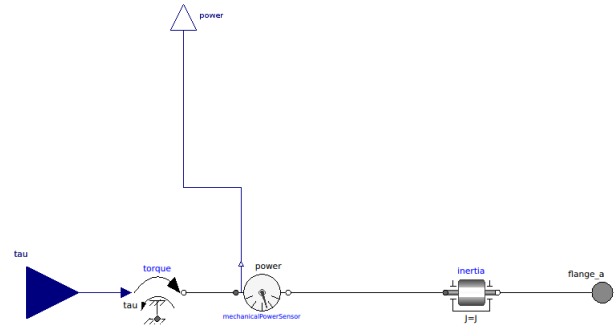 power
tau
torque
tau
power
mechanicalPowerSensor
inertia
J=J
flange_a